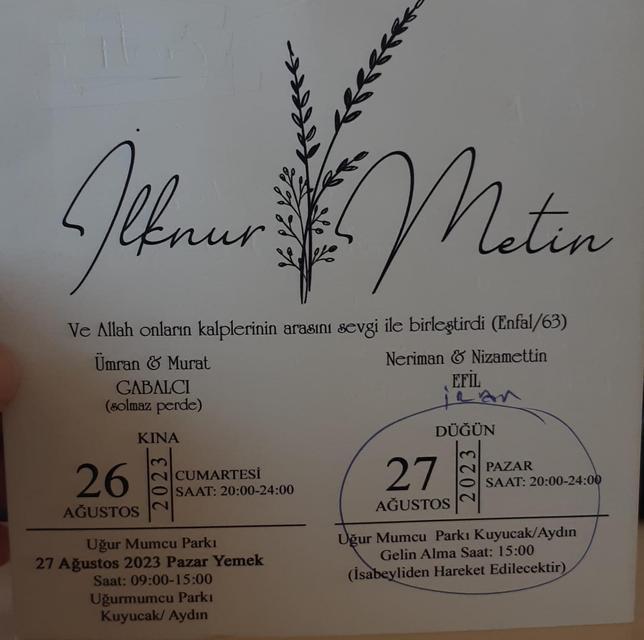 İlknur Metin
Ve Allah onların kalplerinin arasını sevgi ile birleştirdi (Enfal/63)
Ümran & Murat
GABALCI
(solmaz perde)
Neriman & Nizamettin
EFİL
İRAN
KINA
26
AĞUSTOS
2023
CUMARTESİ
SAAT: 20:00-24:00
Uğur Mumcu Parkı
27 Ağustos 2023 Pazar Yemek
Saat: 09:00-15:00
Uğurmumcu Parkı
Kuyucak/ Aydın
DÜĞÜN
27
AĞUSTOS
2023
PAZAR
SAAT: 20:00-24:00
Uğur Mumcu Parkı Kuyucak/Aydın
Gelin Alma Saat: 15:00
(İsabeyliden Hareket Edilecektir)